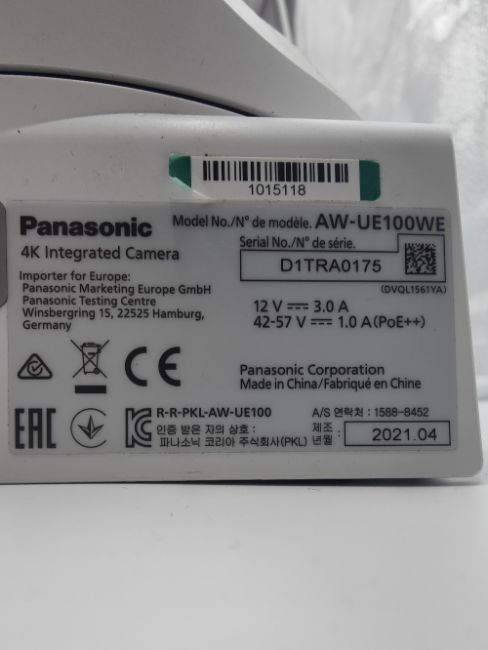 1015118
Panasonic
Model No./N° de modèle. AW-UE100WE
4K Integrated Camera
Serial No./N° de série.
D1TRA0175
(DVQL1561YA)
Importer for Europe:
Panasonic Marketing Europe GmbH
Panasonic Testing Centre
Winsbergring 15, 22525 Hamburg,
Germany
12 V ⎓ 3.0 A
42-57 V ⎓ 1.0 A (PoE++)
CE
Panasonic Corporation
Made in China/Fabriqué en Chine
EAC
R-R-PKL-AW-UE100
인증 받은 자의 상호 :
파나소닉 코리아 주식회사(PKL)
A/S 연락처 : 1588-8452
제조
년월 :
2021.04